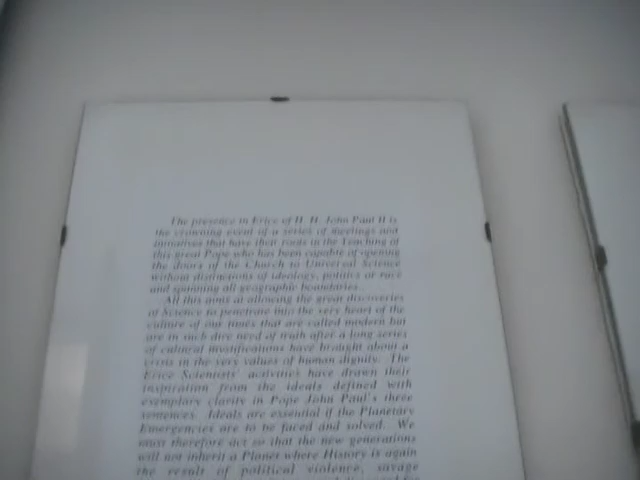 The presence in Erice of H. H. John Paul II is
the crowning event of a series of meetings and
initiatives that have their roots in the Teaching of
this great Pope who has been capable of opening
the doors of the Church to Universal Science
without distinctions of ideology, politics or race
and spanning all geographic boundaries.
All this aims at allowing the great discoveries
of Science to penetrate into the very heart of the
culture of our times that are called modern but
are in such dire need of truth after a long series
of cultural mystifications have brought about a
crisis in the very values of human dignity. The
Erice Scientists' activities have drawn their
inspiration from the ideals defined with
exemplary clarity in Pope John Paul's three
sentences. Ideals are essential if the Planetary
Emergencies are to be faced and solved. We
must therefore act so that the new generations
will not inherit a Planet where History is again
the result of political violence, savage